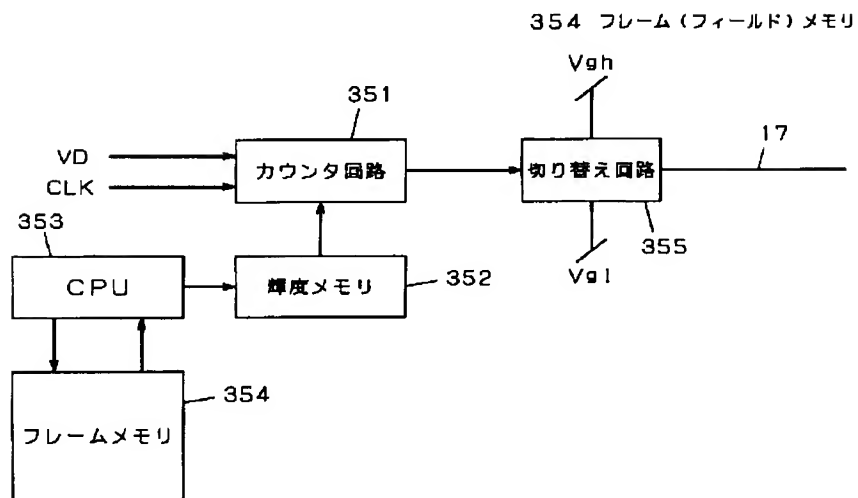 354 フレーム(フィールド)メモリ
Vgh
351
17
VD
カウンタ回路
切り替え回路
CLK
353
355
CPU
輝度メモリ
352
Vgl
354
フレームメモリ